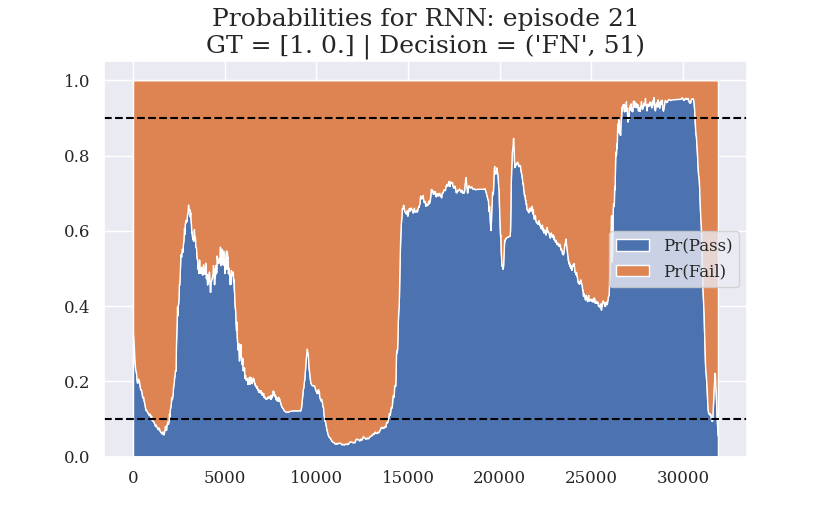 Probabilities for RNN: episode 21
GT = [1. 0.] | Decision = ('FN', 51)
1.0
0.8
0.6
0.4
0.2
0.0
Pr(Pass)
Pr(Fail)
0 5000 10000 15000 20000 25000 30000